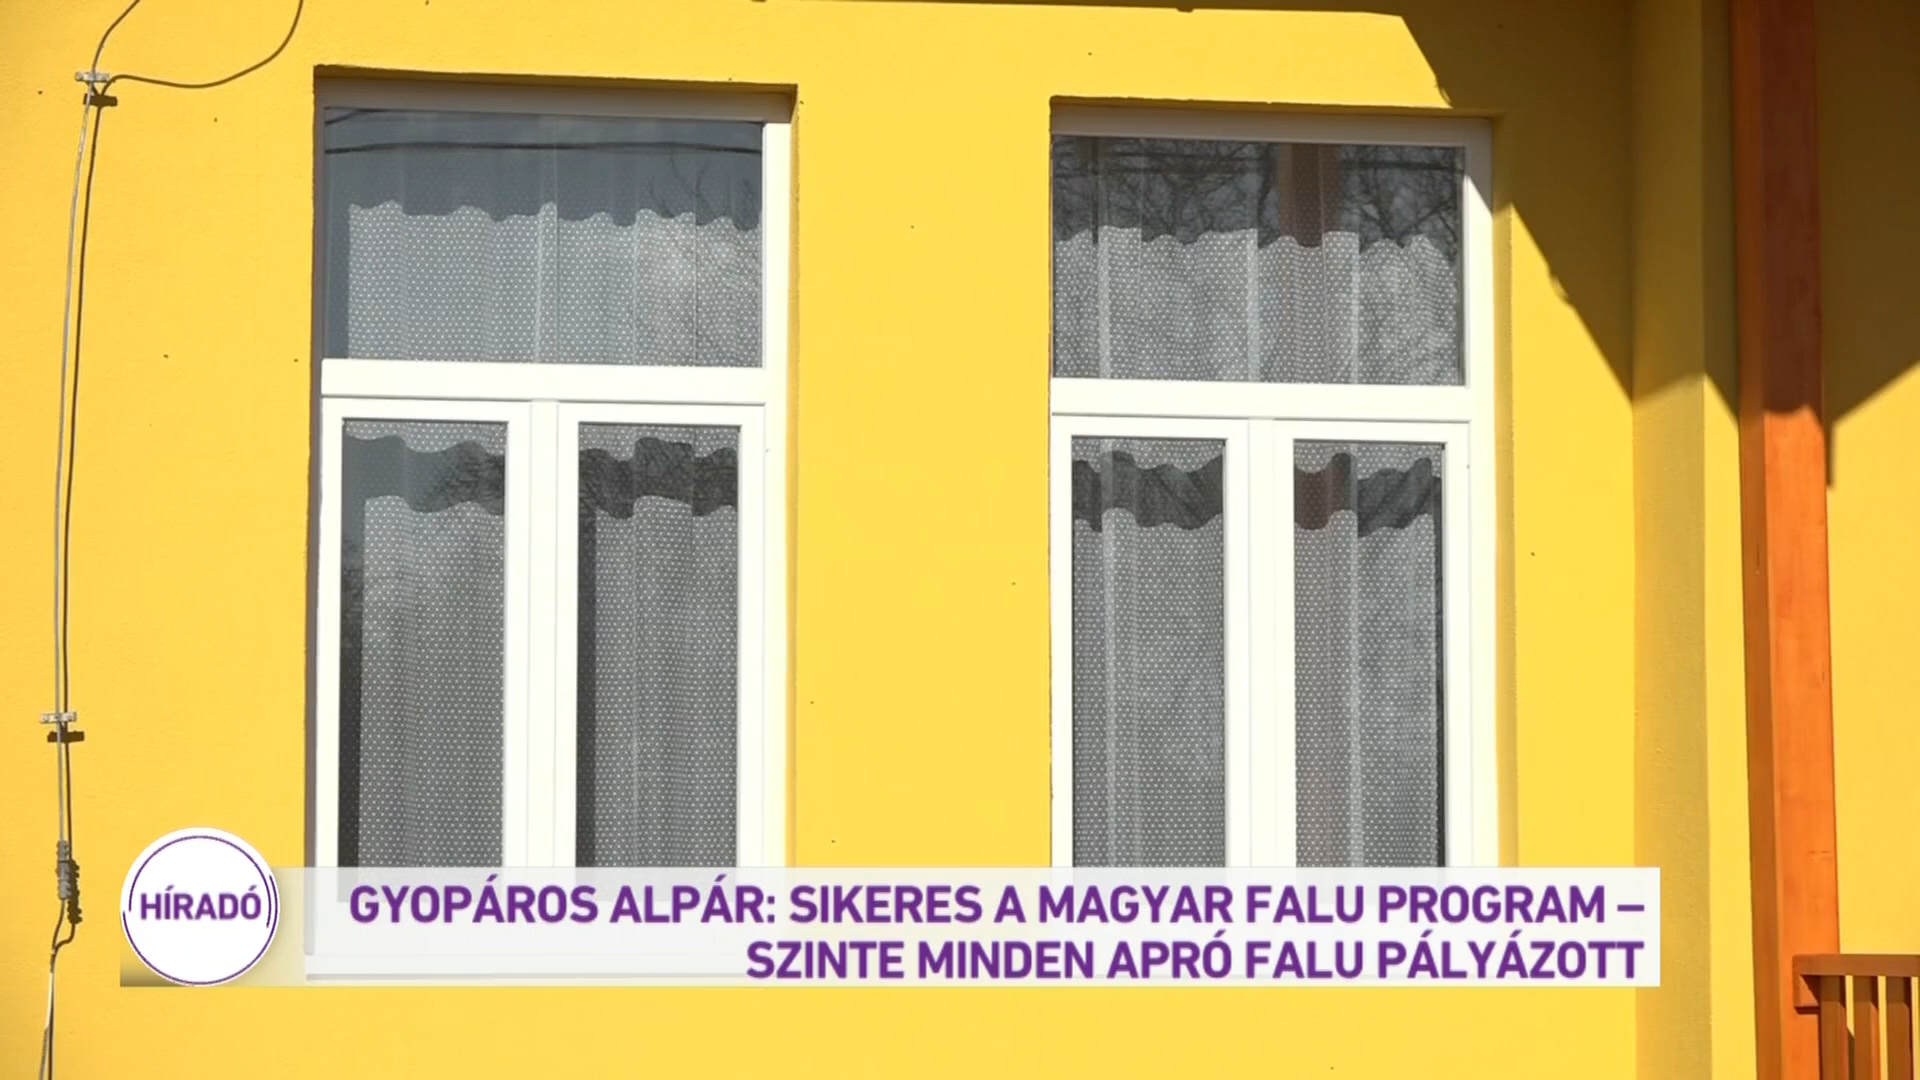 HÍRADÓ
GYOPÁROS ALPÁR: SIKERES A MAGYAR FALU PROGRAM –
SZINTE MINDEN APRÓ FALU PÁLYÁZOTT